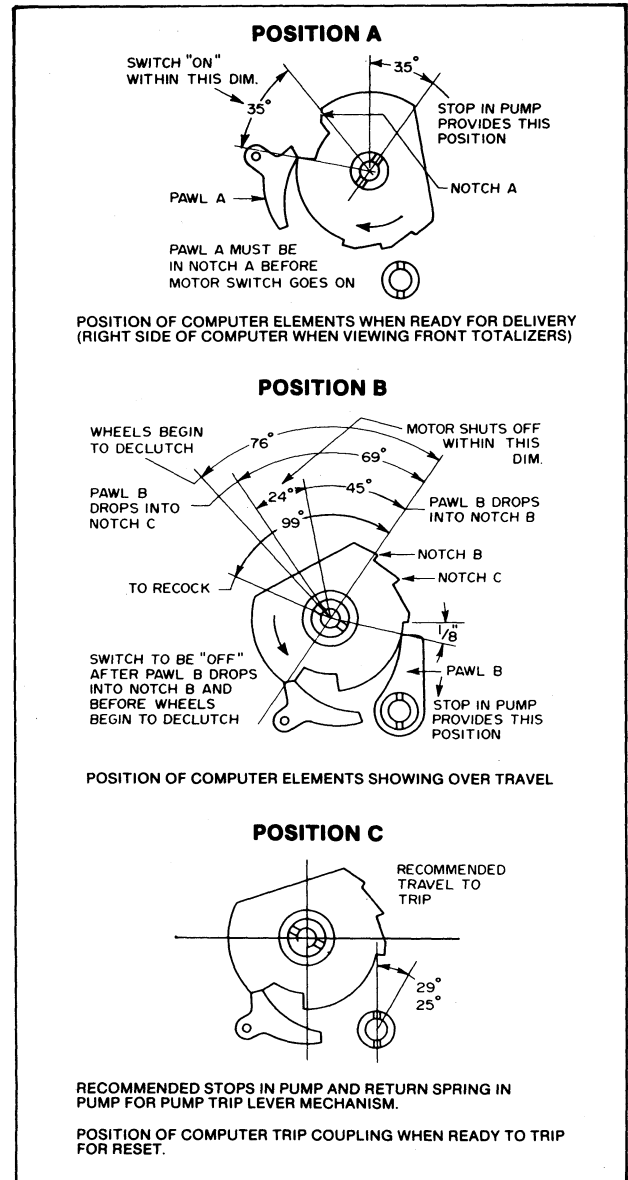 POSITION A
SWITCH "ON"
WITHIN THIS DIM.
35°
35°
STOP IN PUMP
PROVIDES THIS
POSITION
NOTCH A
PAWL A
PAWL A MUST BE
IN NOTCH A BEFORE
MOTOR SWITCH GOES ON
POSITION OF COMPUTER ELEMENTS WHEN READY FOR DELIVERY
(RIGHT SIDE OF COMPUTER WHEN VIEWING FRONT TOTALIZERS)
POSITION B
WHEELS BEGIN
TO DECLUTCH
76°
MOTOR SHUTS OFF
WITHIN THIS
DIM.
69°
PAWL B
DROPS INTO
NOTCH C
24°
45°
PAWL B DROPS
INTO NOTCH B
99°
NOTCH B
NOTCH C
TO RECOCK
1/8"
PAWL B
SWITCH TO BE "OFF"
AFTER PAWL B DROPS
INTO NOTCH B AND
BEFORE WHEELS
BEGIN TO DECLUTCH
STOP IN PUMP
PROVIDES THIS
POSITION
POSITION OF COMPUTER ELEMENTS SHOWING OVER TRAVEL
POSITION C
RECOMMENDED
TRAVEL TO
TRIP
29°
25°
RECOMMENDED STOPS IN PUMP AND RETURN SPRING IN
PUMP FOR PUMP TRIP LEVER MECHANISM.
POSITION OF COMPUTER TRIP COUPLING WHEN READY TO TRIP
FOR RESET.